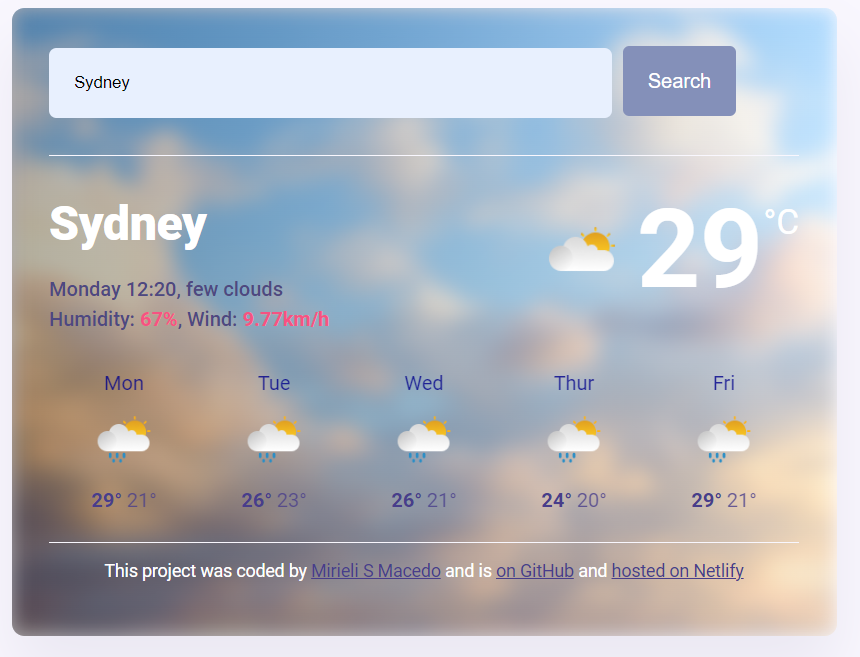 Sydney
Search
Sydney
29 °C
Monday 12:20, few clouds
Humidity: 67%, Wind: 9.77km/h
Mon Tue Wed Thur Fri
29° 21° 26° 23° 26° 21° 24° 20° 29° 21°
This project was coded by Mirieli S Macedo and is on GitHub and hosted on Netlify